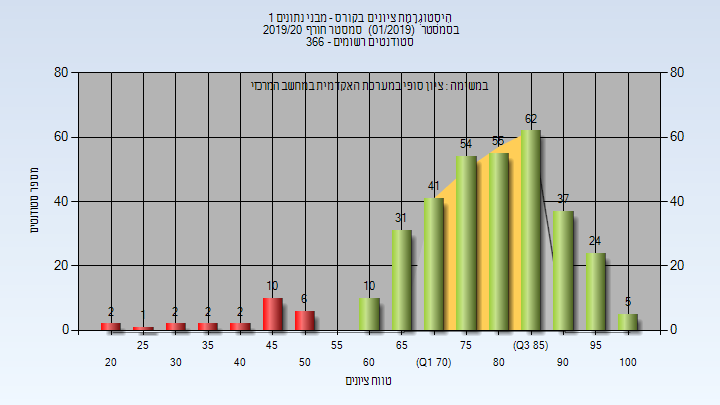 היסטוגרמת ציונים בקורס - מבני נתונים 1
בסמסטר (01/2019) סמסטר חורף 2019/20
סטודנטים רשומים - 366
במשימה : ציון סופי במערכת האקדמית במחשב המרכזי
80 80
60 60
40 40
20 20
0 0
מספר סטודנטים
2 1 2 2 2 10 6 10 31 41 54 55 62 37 24 5
25 35 45 55 65 75 (Q3 85) 95
20 30 40 50 60 (Q1 70) 80 90 100
טווח ציונים